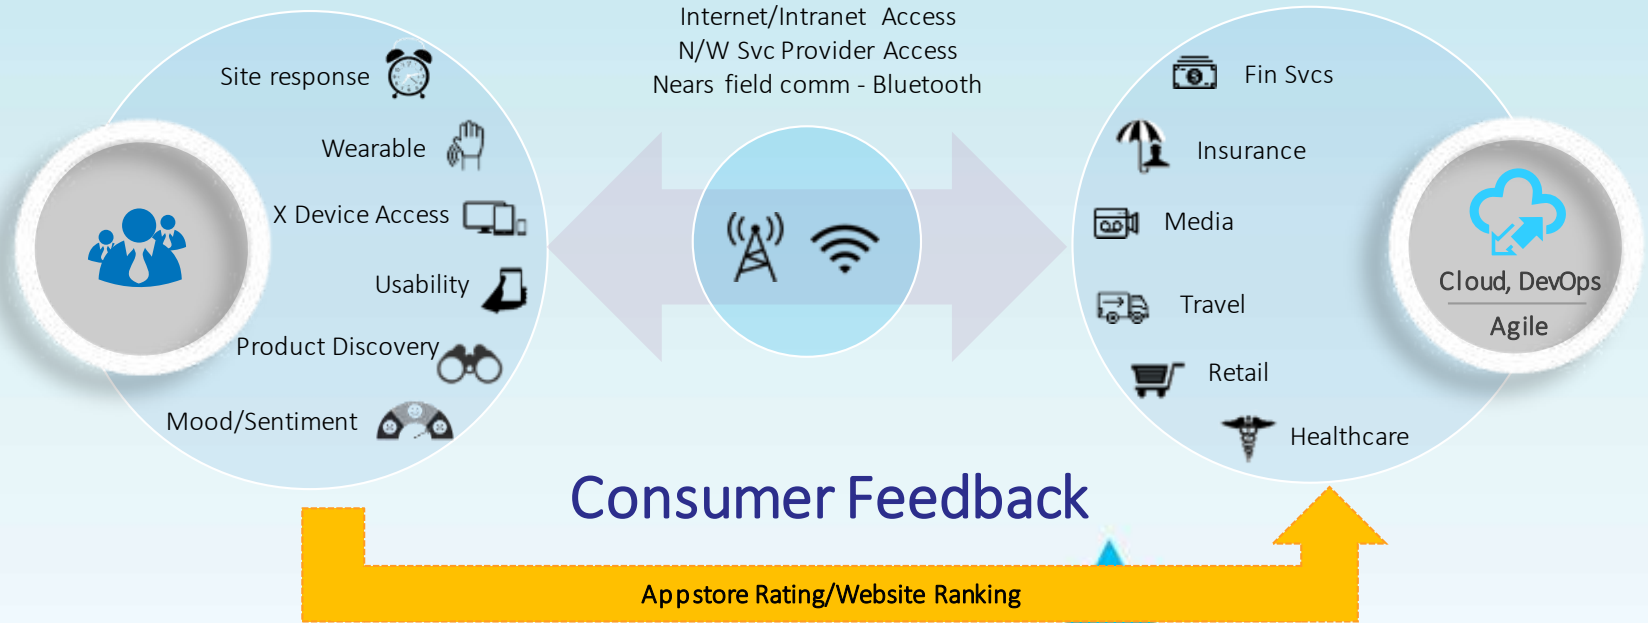 Internet/Intranet Access
N/W Svc Provider Access
Nears field comm - Bluetooth
Site response
Wearable
X Device Access
Usability
Product Discovery
Mood/Sentiment
Fin Svcs
Insurance
Media
Travel
Retail
Healthcare
Cloud, DevOps
Agile
Consumer Feedback
Appstore Rating/Website Ranking